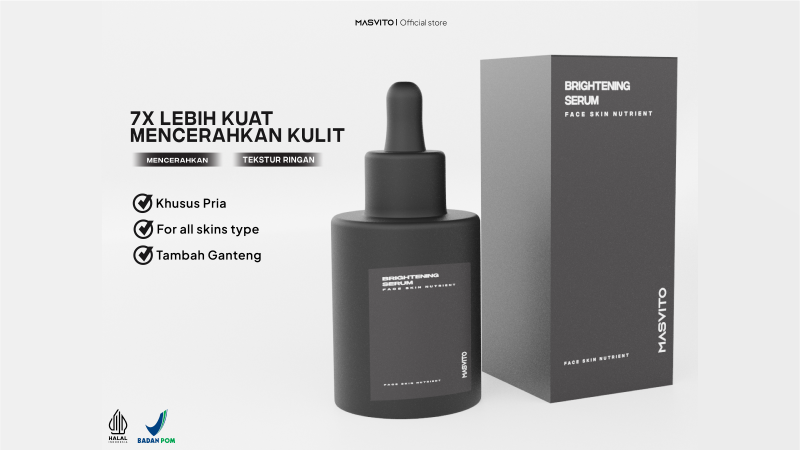 MASVITO | Official store
7X LEBIH KUAT
MENCERAHKAN KULIT
MENCERAHKAN
TEKSTUR RINGAN
Khusus Pria
For all skins type
Tambah Ganteng
BRIGHTENING
SERUM
FACE SKIN NUTRIENT
MASVITO
FACE SKIN NUTRIENT
BRIGHTENING
SERUM
FACE SKIN NUTRIENT
MASVITO
FACE SKIN NUTRIENT
HALAL
INDONESIA
BADAN POM